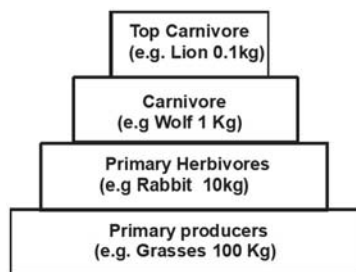 Top Carnivore
(e.g. Lion 0.1kg)
Carnivore
(e.g Wolf 1 Kg)
Primary Herbivores
(e.g Rabbit 10kg)
Primary producers
(e.g. Grasses 100 Kg)